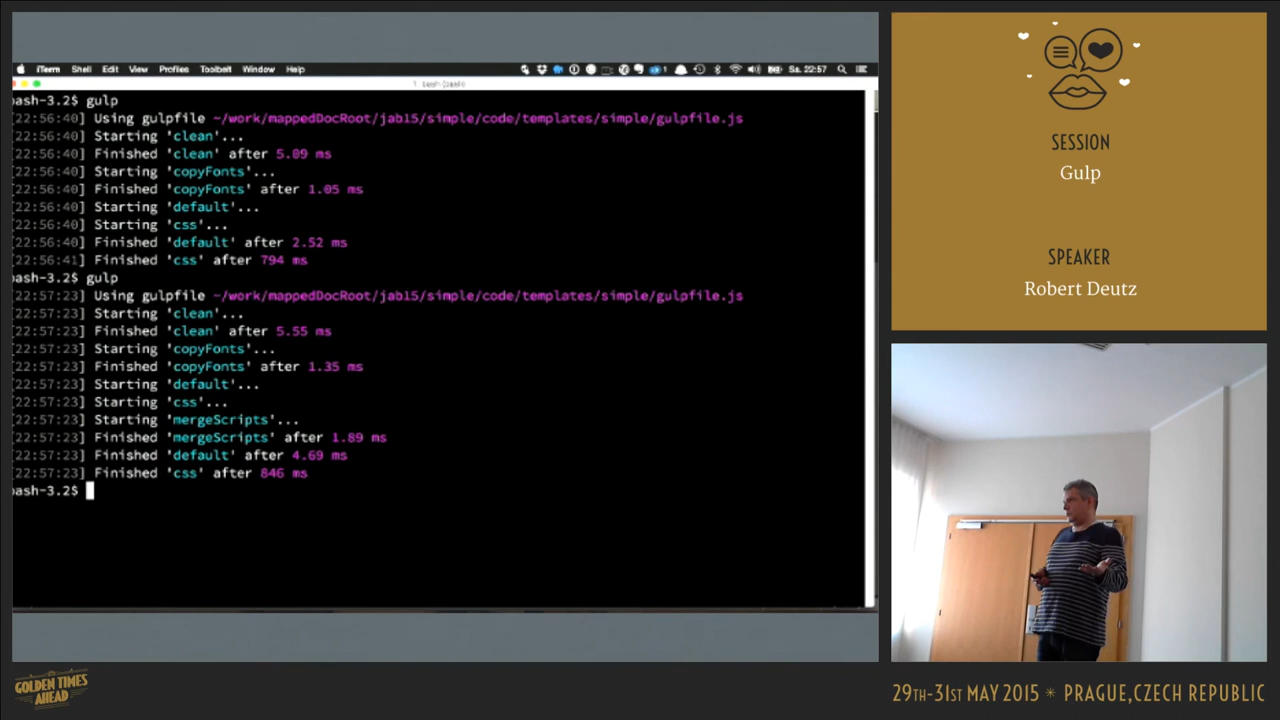 iTerm Shell Edit View Profiles Toolbelt Window Help
Sa. 22:57
1. bash (bash)
bash-3.2$ gulp
[22:56:40] Using gulpfile ~/work/mappedDocRoot/jab15/simple/code/templates/simple/gulpfile.js
[22:56:40] Starting 'clean'...
[22:56:40] Finished 'clean' after 5.09 ms
[22:56:40] Starting 'copyFonts'...
[22:56:40] Finished 'copyFonts' after 1.05 ms
[22:56:40] Starting 'default'...
[22:56:40] Starting 'css'...
[22:56:40] Finished 'default' after 2.52 ms
[22:56:41] Finished 'css' after 794 ms
bash-3.2$ gulp
[22:57:23] Using gulpfile ~/work/mappedDocRoot/jab15/simple/code/templates/simple/gulpfile.js
[22:57:23] Starting 'clean'...
[22:57:23] Finished 'clean' after 5.55 ms
[22:57:23] Starting 'copyFonts'...
[22:57:23] Finished 'copyFonts' after 1.35 ms
[22:57:23] Starting 'default'...
[22:57:23] Starting 'css'...
[22:57:23] Starting 'mergeScripts'...
[22:57:23] Finished 'mergeScripts' after 1.89 ms
[22:57:23] Finished 'default' after 4.69 ms
[22:57:23] Finished 'css' after 846 ms
bash-3.2$
SESSION
Gulp
SPEAKER
Robert Deutz
GOLDEN TIMES
AHEAD
29TH-31ST MAY 2015 * PRAGUE, CZECH REPUBLIC